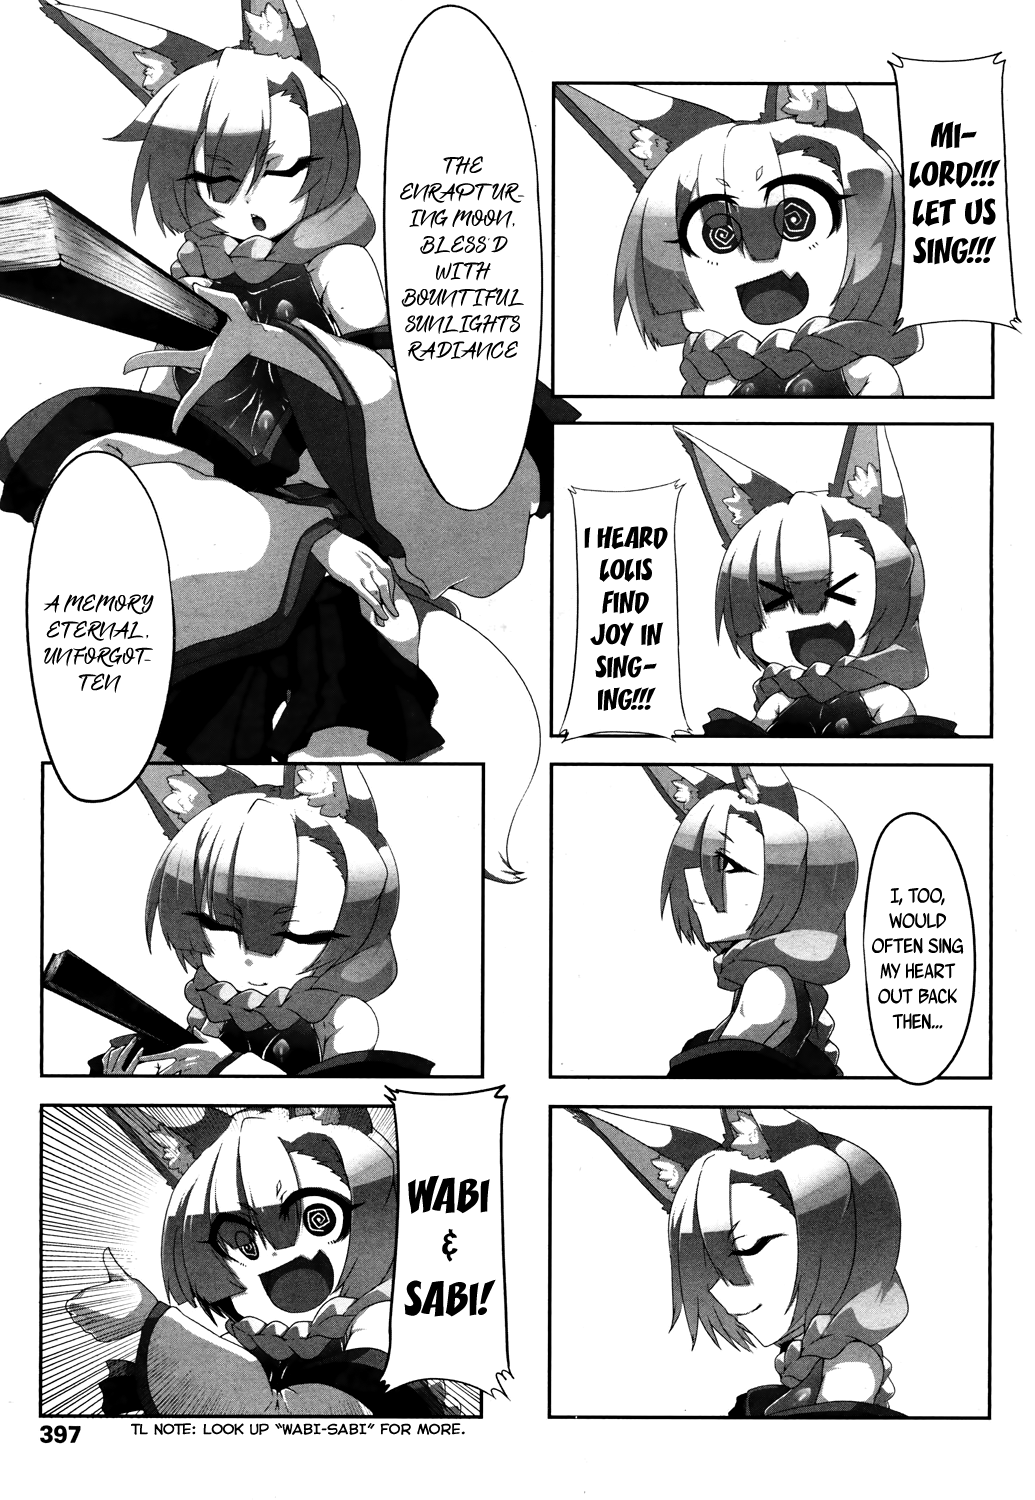 MI-
LORD!!!
LET US
SING!!!
I HEARD
LOLIS
FIND
JOY IN
SING-
ING!!!
I, TOO,
WOULD
OFTEN SING
MY HEART
OUT BACK
THEN...
THE
ENRAPTUR-
ING MOON,
BLESS'D
WITH
BOUNTIFUL
SUNLIGHTS
RADIANCE
A MEMORY
ETERNAL,
UNFORGOT-
TEN
WABI
&
SABI!
TL NOTE: LOOK UP "WABI-SABI" FOR MORE.
397